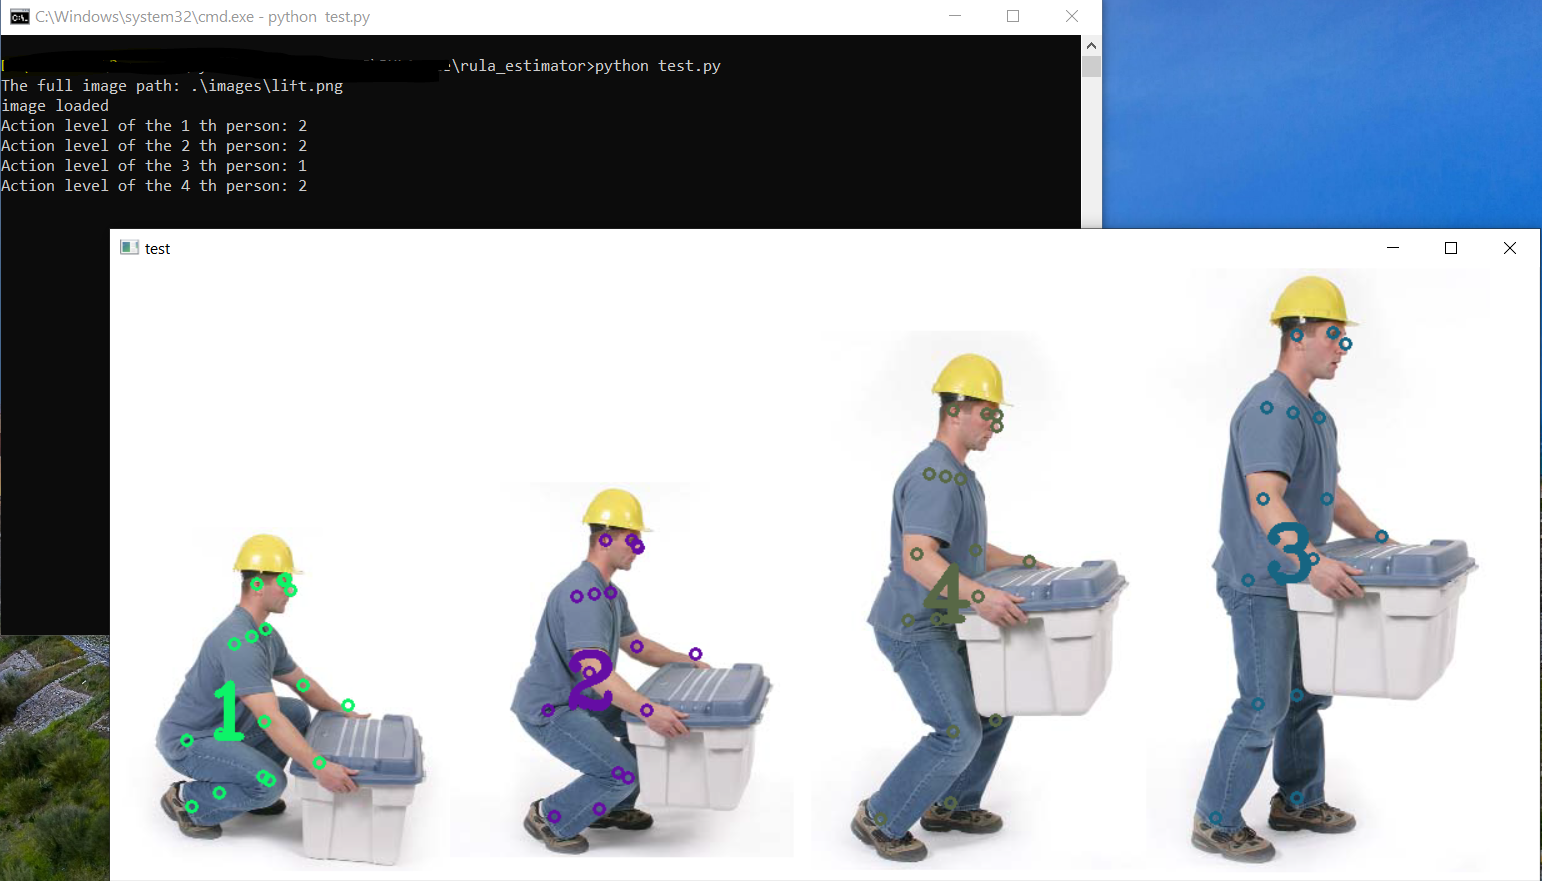 C:\Windows\system32\cmd.exe - python  test.py
\rula_estimator>python test.py
The full image path: .\images\lift.png
image loaded
Action level of the 1 th person: 2
Action level of the 2 th person: 2
Action level of the 3 th person: 1
Action level of the 4 th person: 2
test
1
2
4
3